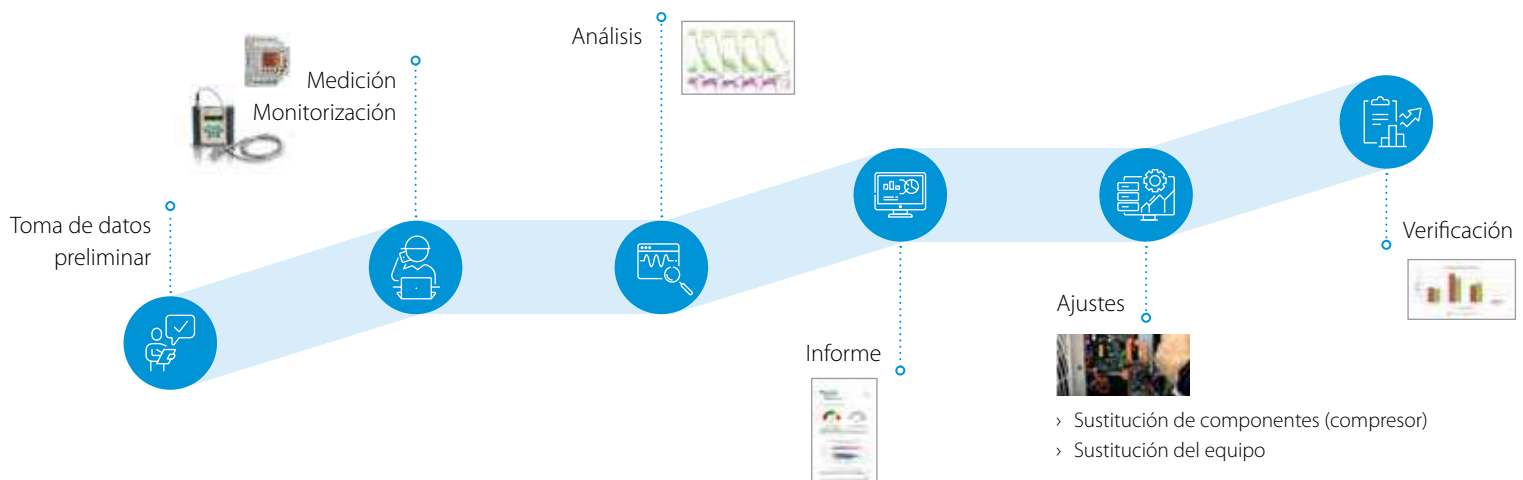 Toma de datos
preliminar
Medición
Monitorización
Análisis
Informe
Ajustes
› Sustitución de componentes (compresor)
› Sustitución del equipo
Verificación